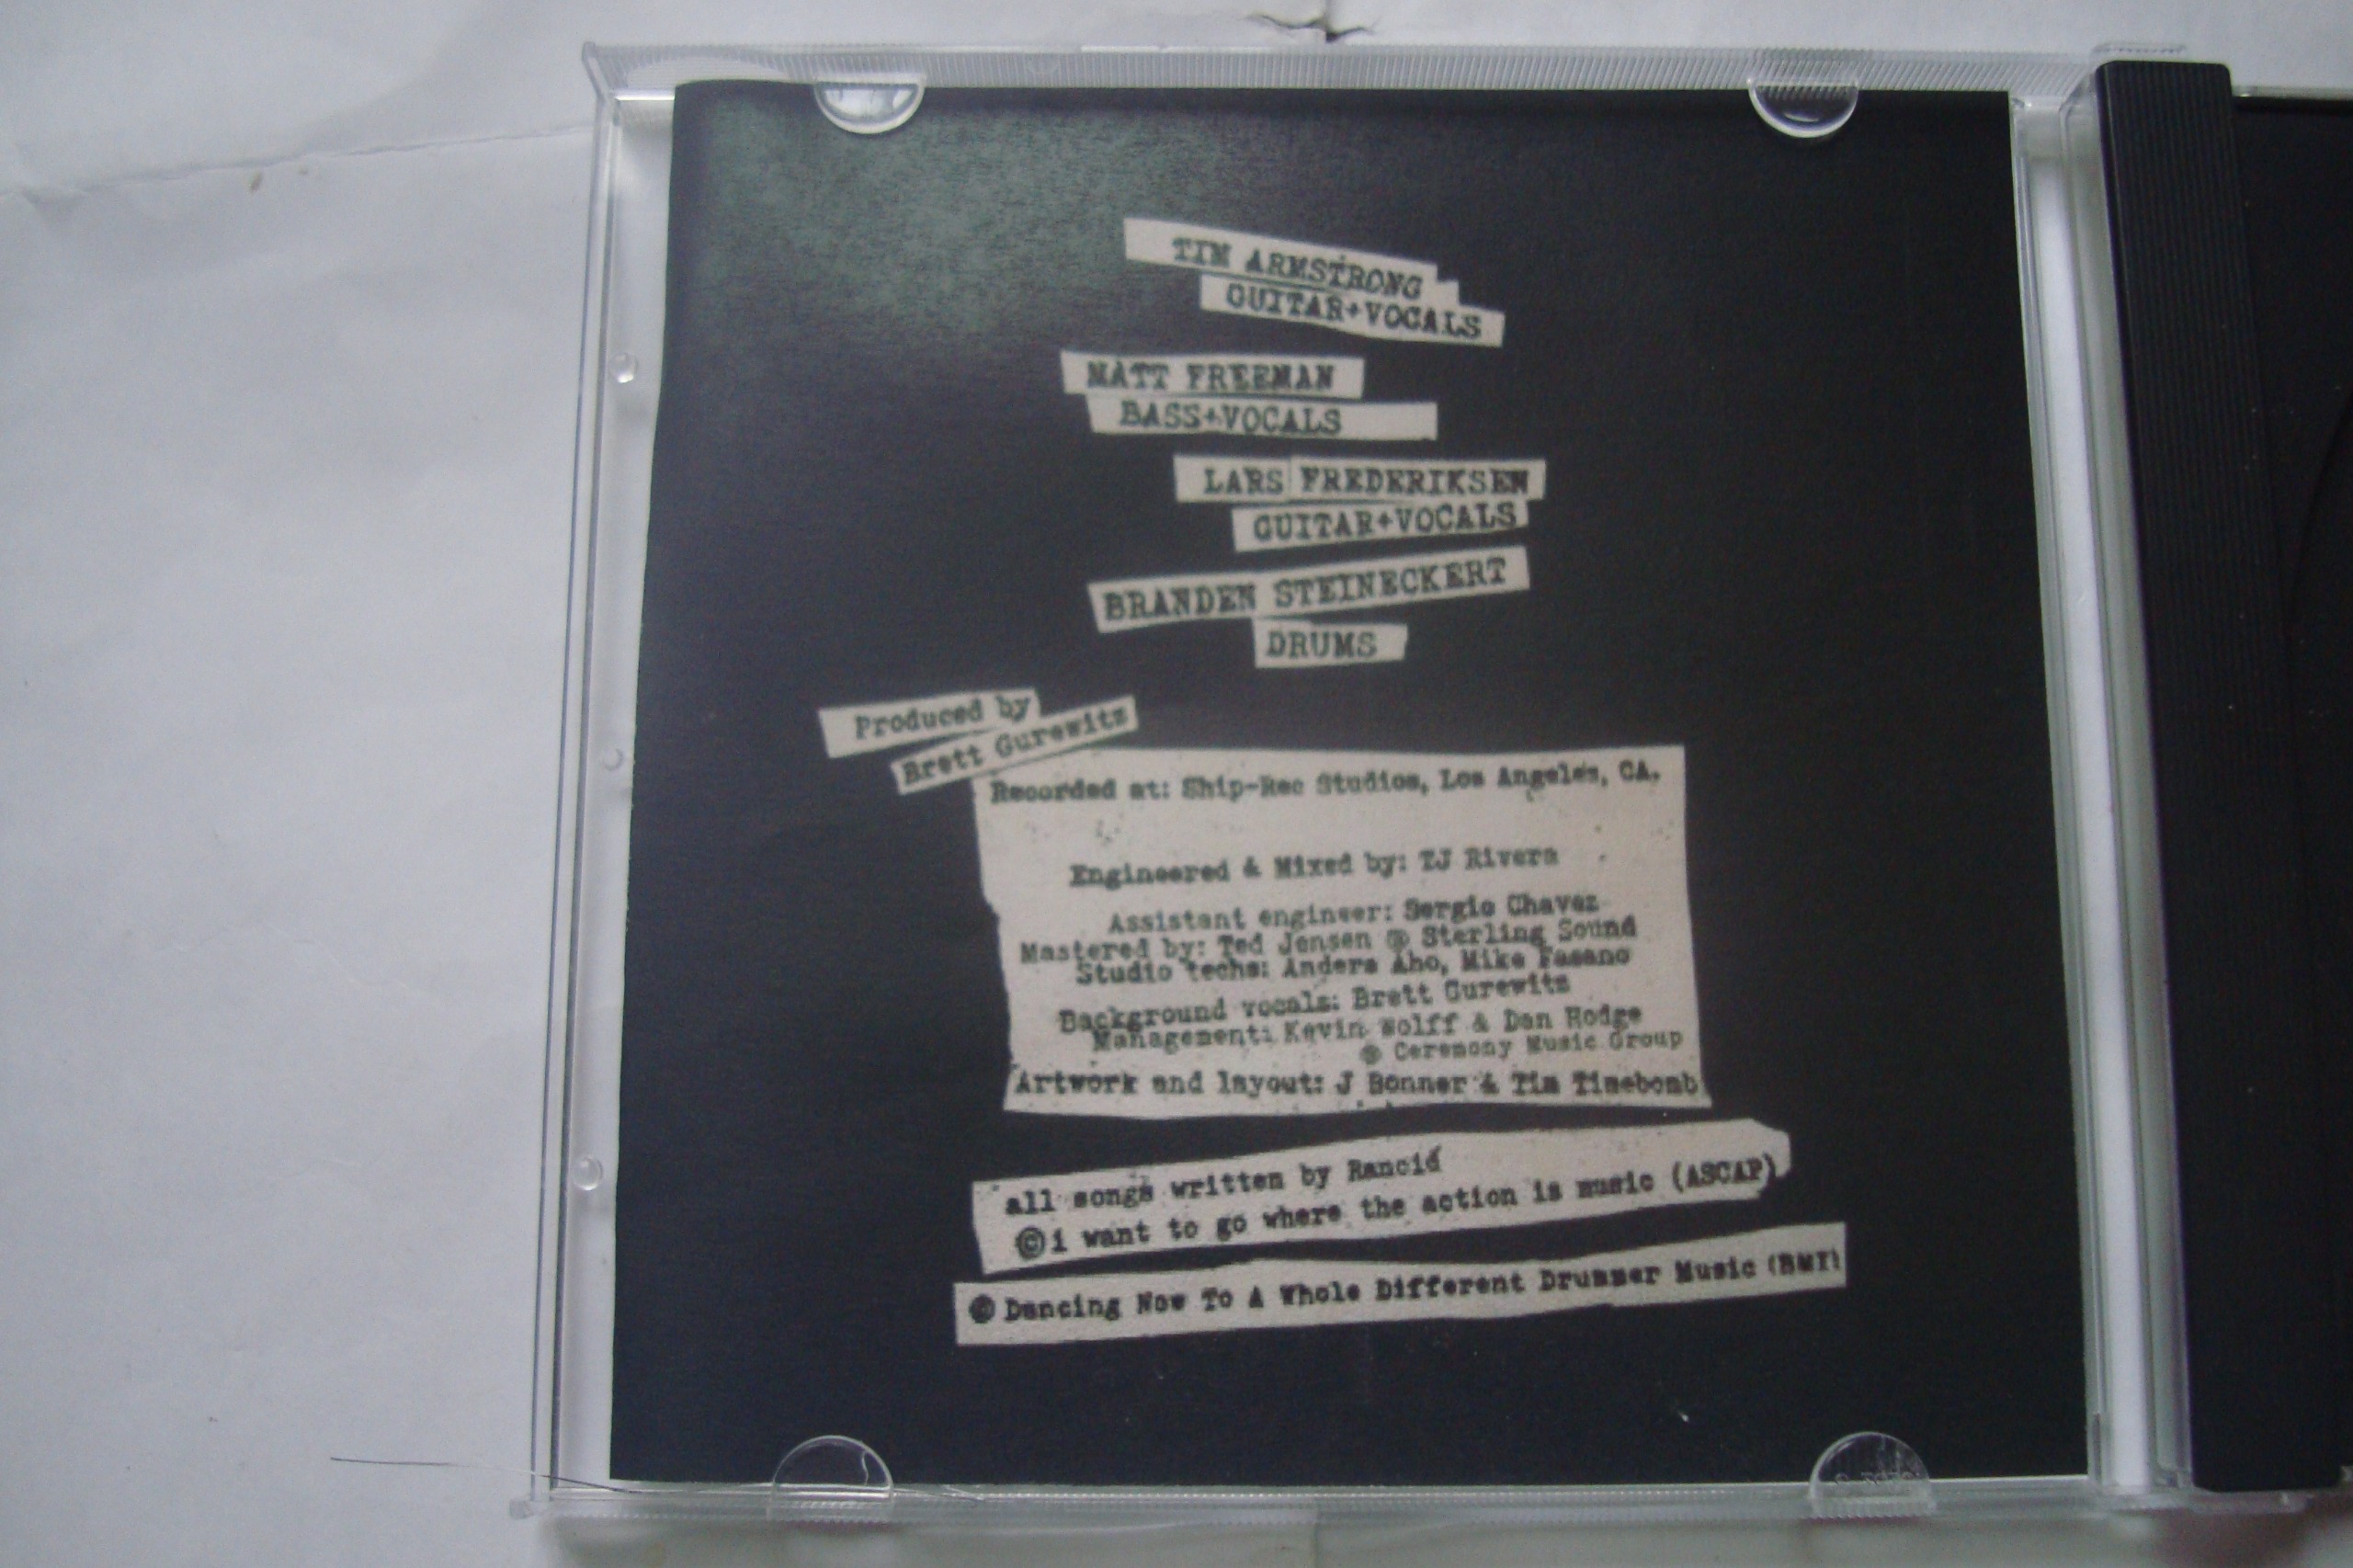 TIM ARMSTRONG
GUITAR+VOCALS
MATT FREEMAN
BASS+VOCALS
LARS FREDERIKSEN
GUITAR+VOCALS
BRANDEN STEINECKERT
DRUMS
Produced by
Brett Gurewitz
Recorded at: Ship-Rec Studios, Los Angeles, CA.
Engineered & Mixed by: TJ Rivera
Assistant engineer: Sergio Chavez
Mastered by: Ted Jensen @ Sterling Sound
Studio techs: Anders Aho, Mike Fasano
Background vocals: Brett Gurewitz
Management: Kevin Wolff & Dan Hodge
@ Ceremony Music Group
Artwork and layout: J Bonner & Tim Timebomb
all songs written by Rancid
© i want to go where the action is music (ASCAP)
© Dancing Now To A Whole Different Drummer Music (BMI)